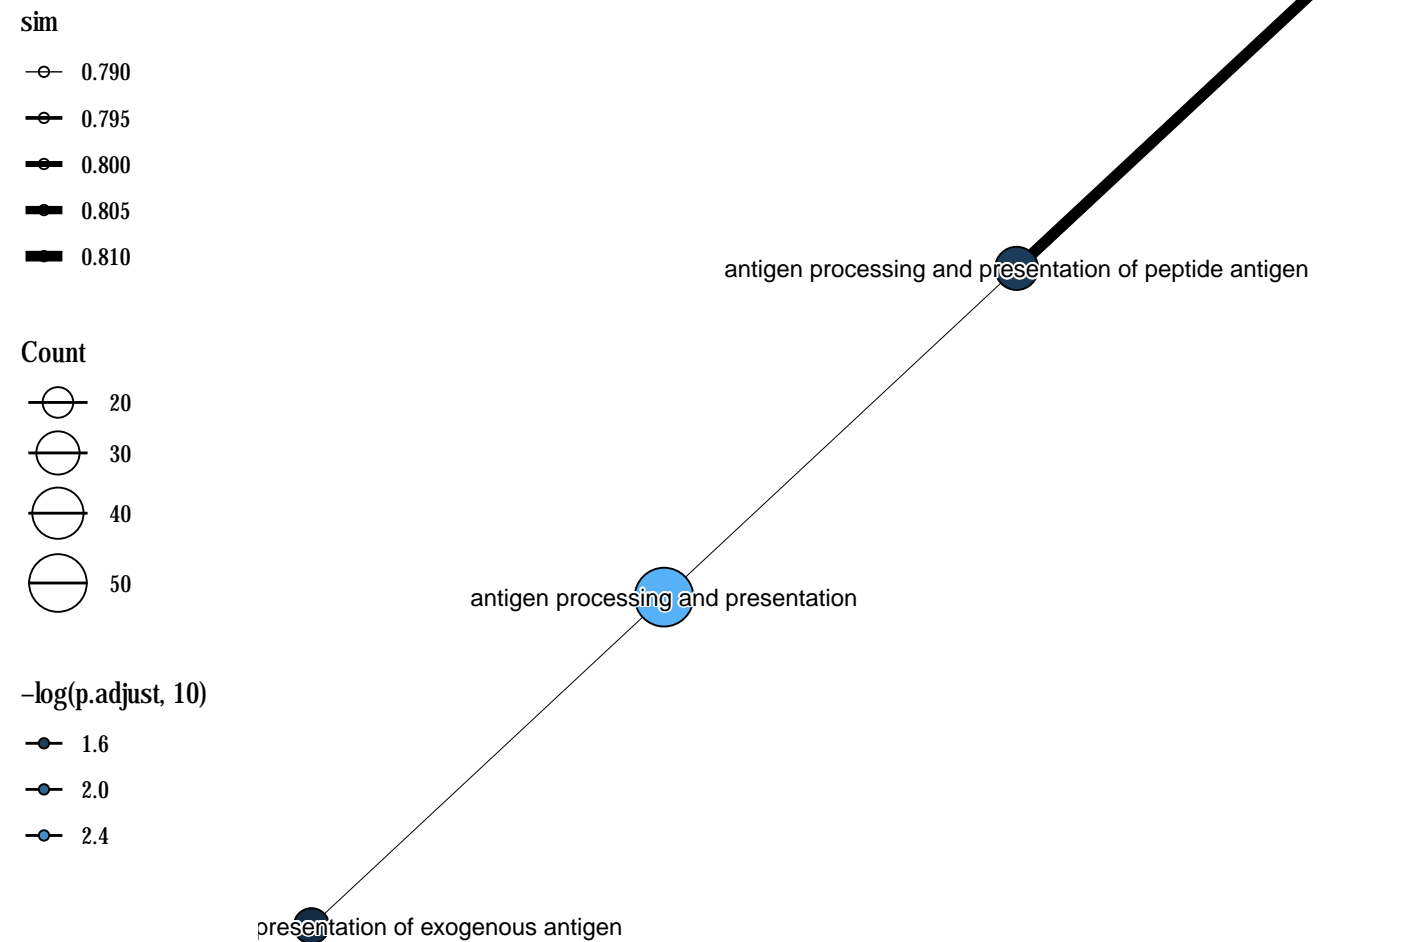 sim
0.790
0.795
0.800
0.805
0.810
Count
20
30
40
50
−log(p.adjust, 10)
1.6
2.0
2.4
antigen processing and presentation of peptide antigen
antigen processing and presentation
presentation of exogenous antigen